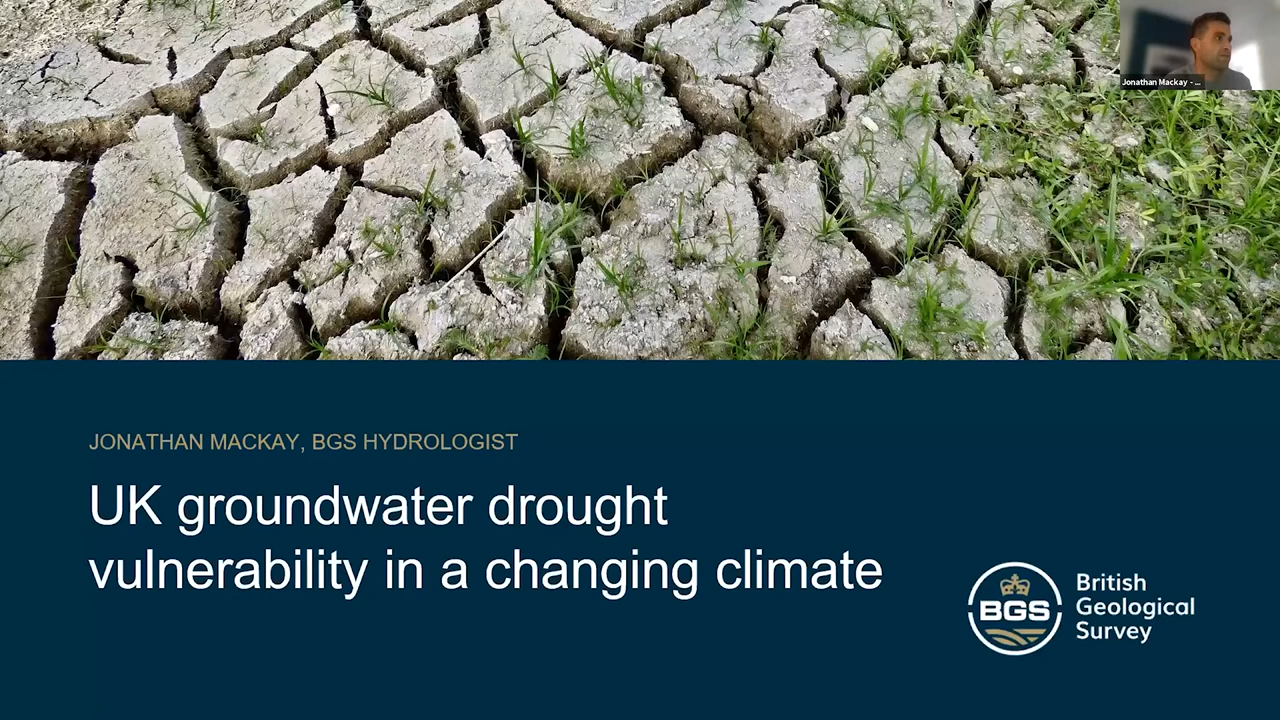 Jonathan Mackay - ...
JONATHAN MACKAY, BGS HYDROLOGIST
UK groundwater drought
vulnerability in a changing climate
BGS
British
Geological
Survey